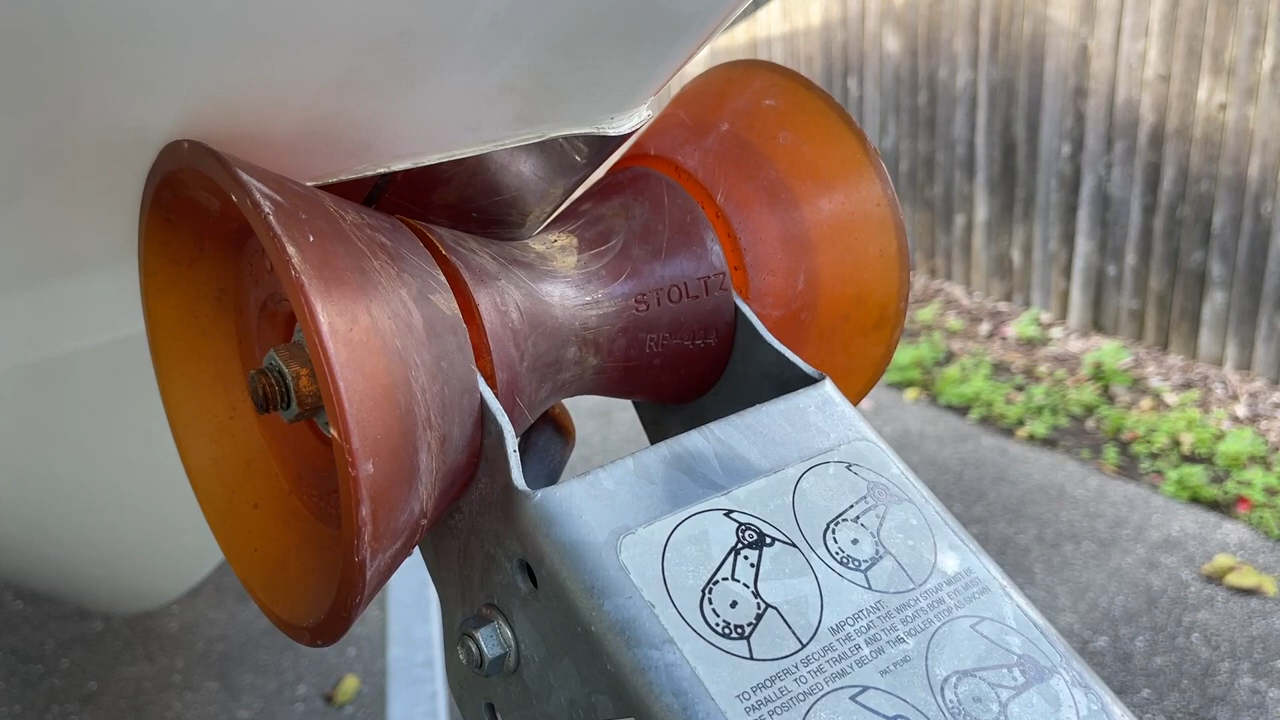 STOLTZ
RP-444
IMPORTANT:
TO PROPERLY SECURE THE BOAT, THE WINCH STRAP MUST BE
PARALLEL TO THE TRAILER AND THE BOAT'S BOW EYE MUST
BE POSITIONED FIRMLY BELOW THE ROLLER STOP AS SHOWN
PAT. PEND.